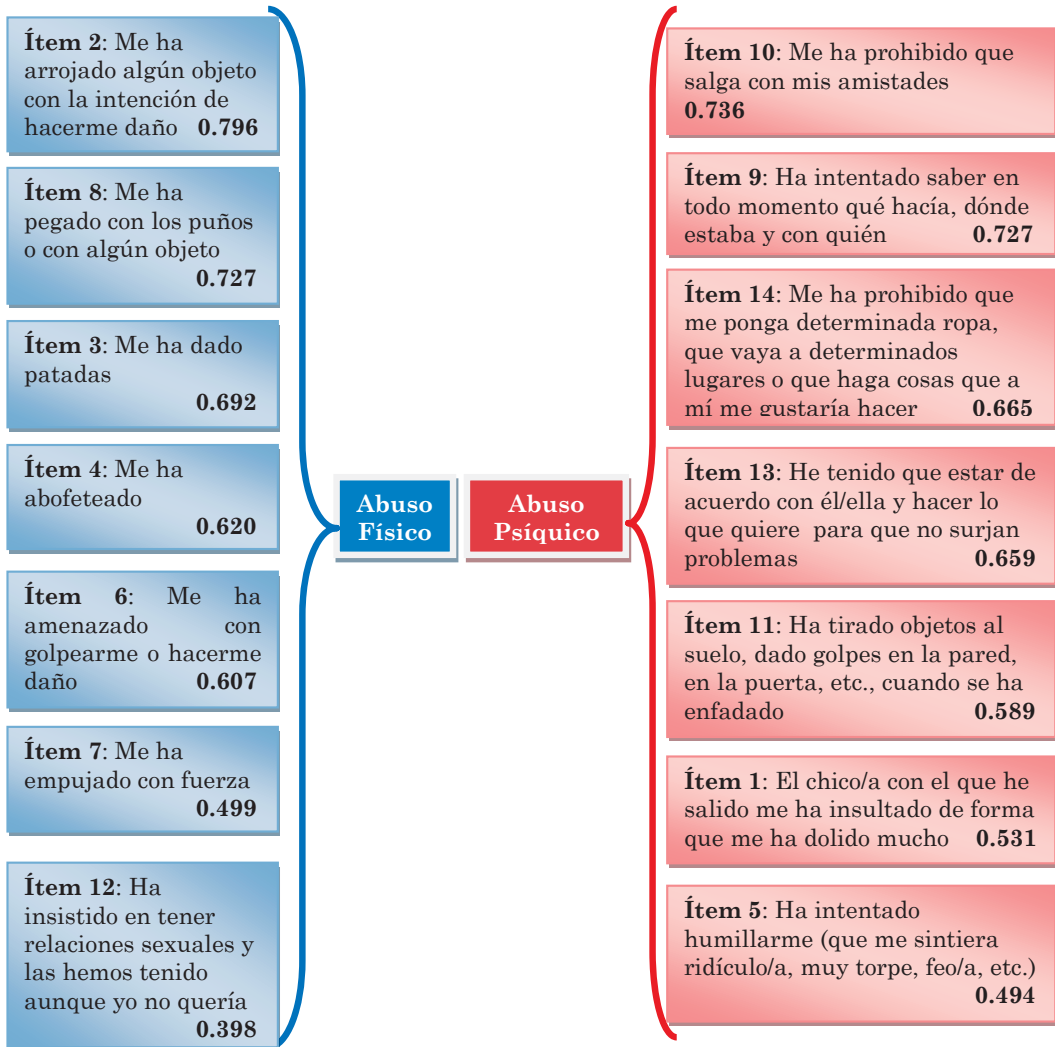 Ítem 2: Me ha
arrojado algún objeto
con la intención de
hacerme daño 0.796
Ítem 8: Me ha
pegado con los puños
o con algún objeto
0.727
Ítem 3: Me ha dado
patadas
0.692
Ítem 4: Me ha
abofeteado
0.620
Ítem 6: Me ha
amenazado con
golpearme o hacerme
daño 0.607
Ítem 7: Me ha
empujado con fuerza
0.499
Ítem 12: Ha
insistido en tener
relaciones sexuales y
las hemos tenido
aunque yo no quería
0.398
Abuso
Físico
Abuso
Psíquico
Ítem 10: Me ha prohibido que
salga con mis amistades
0.736
Ítem 9: Ha intentado saber en
todo momento qué hacía, dónde
estaba y con quién 0.727
Ítem 14: Me ha prohibido que
me ponga determinada ropa,
que vaya a determinados
lugares o que haga cosas que a
mí me gustaría hacer 0.665
Ítem 13: He tenido que estar de
acuerdo con él/ella y hacer lo
que quiere para que no surjan
problemas 0.659
Ítem 11: Ha tirado objetos al
suelo, dado golpes en la pared,
en la puerta, etc., cuando se ha
enfadado 0.589
Ítem 1: El chico/a con el que he
salido me ha insultado de forma
que me ha dolido mucho 0.531
Ítem 5: Ha intentado
humillarme (que me sintiera
ridículo/a, muy torpe, feo/a, etc.)
0.494